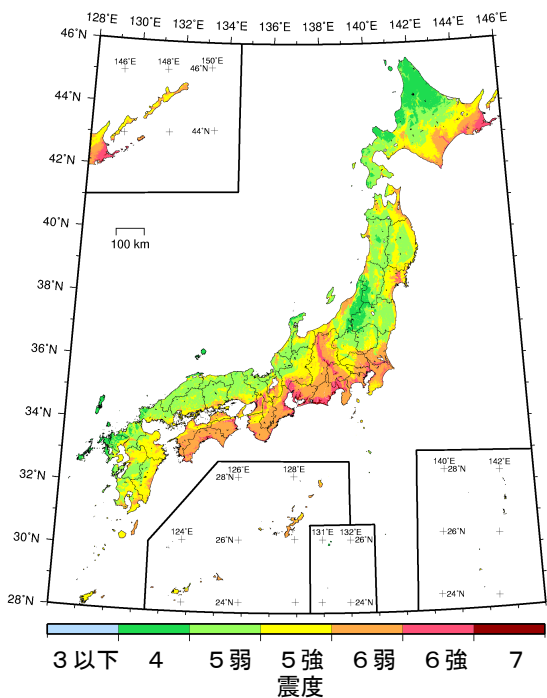 128°E 130°E 132°E 134°E 136°E 138°E 140°E 142°E 144°E 146°E
46°N
146°E 148°E 150°E
46°N
44°N
44°N
42°N
40°N
100 km
38°N
36°N
34°N
32°N
126°E 128°E
28°N
140°E 142°E
28°N
30°N
124°E
26°N
131°E 132°E
26°N
26°N
28°N
24°N
24°N
24°N
3以下 4 5弱 5強 6弱 6強 7
震度